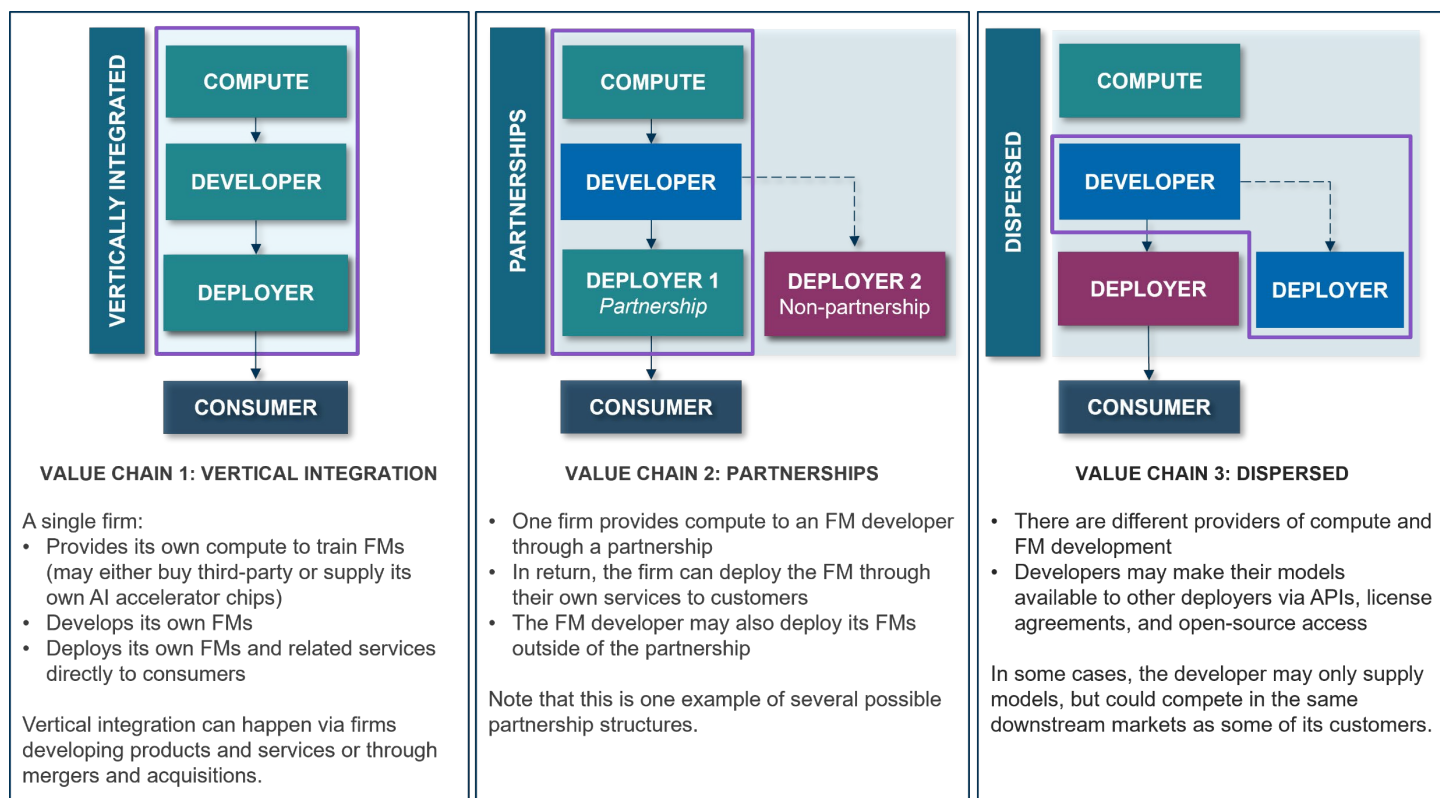 VERTICALLY INTEGRATED
COMPUTE
DEVELOPER
DEPLOYER
CONSUMER
VALUE CHAIN 1: VERTICAL INTEGRATION
A single firm:
• Provides its own compute to train FMs
(may either buy third-party or supply its
own AI accelerator chips)
• Develops its own FMs
• Deploys its own FMs and related services
directly to consumers
Vertical integration can happen via firms
developing products and services or through
mergers and acquisitions.
PARTNERSHIPS
COMPUTE
DEVELOPER
DEPLOYER 1
Partnership
DEPLOYER 2
Non-partnership
CONSUMER
VALUE CHAIN 2: PARTNERSHIPS
• One firm provides compute to an FM developer
through a partnership
• In return, the firm can deploy the FM through
their own services to customers
• The FM developer may also deploy its FMs
outside of the partnership
Note that this is one example of several possible
partnership structures.
DISPERSED
COMPUTE
DEVELOPER
DEPLOYER
DEPLOYER
CONSUMER
VALUE CHAIN 3: DISPERSED
• There are different providers of compute and
FM development
• Developers may make their models
available to other deployers via APIs, license
agreements, and open-source access
In some cases, the developer may only supply
models, but could compete in the same
downstream markets as some of its customers.